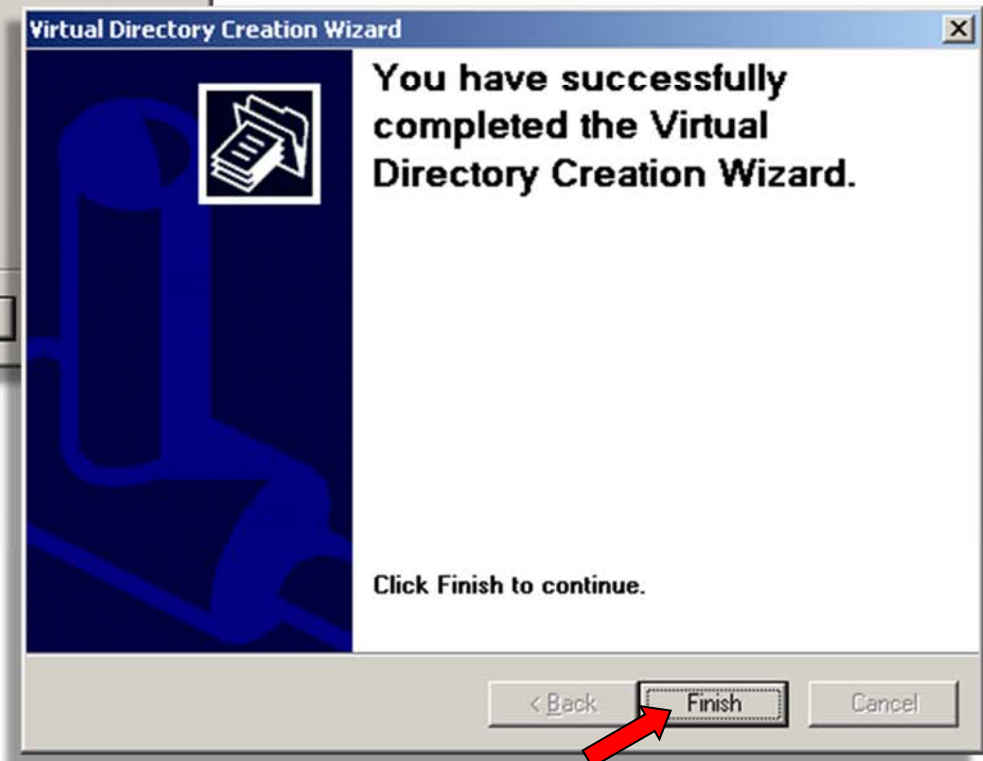 Virtual Directory Creation Wizard
You have successfully
completed the Virtual
Directory Creation Wizard.
Click Finish to continue.
< Back Finish Cancel